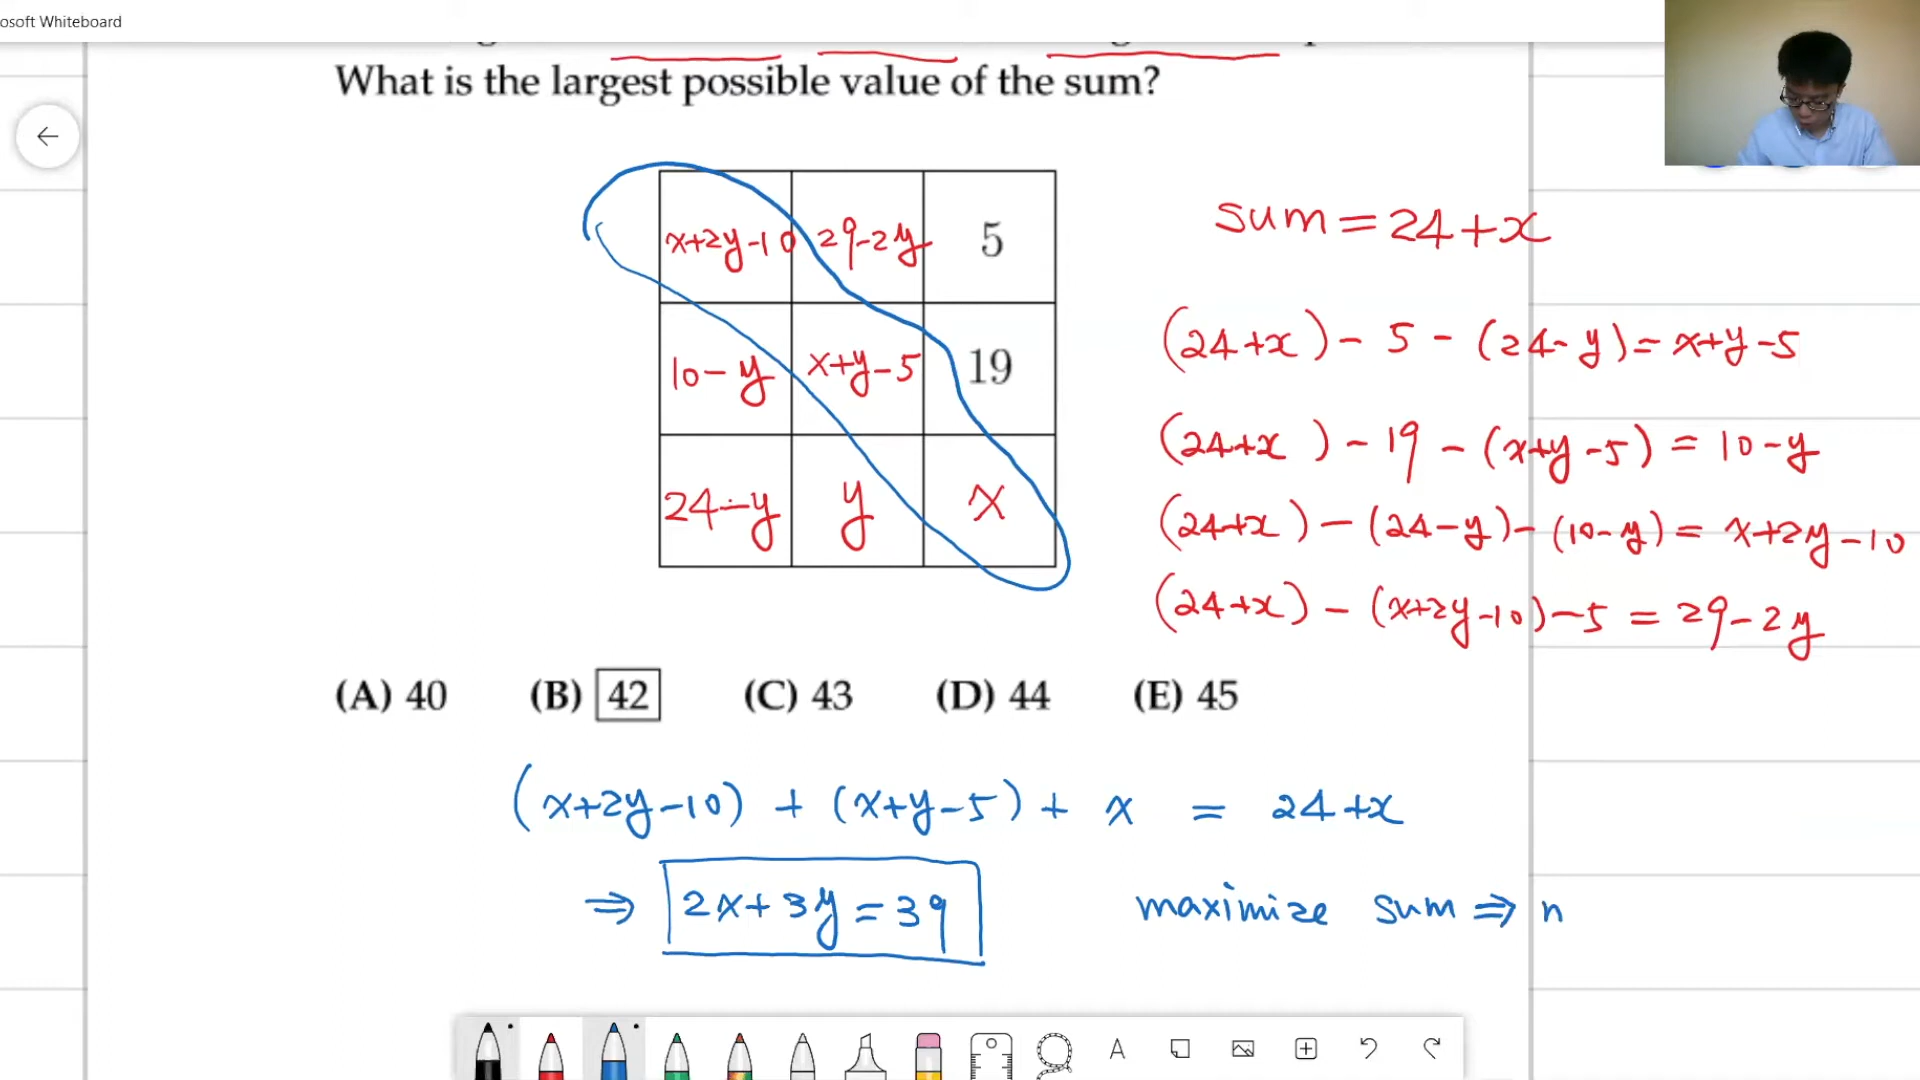 osoft Whiteboard
What is the largest possible value of the sum?
x+2y-10 29-2y 5
10-y x+y-5 19
24-y y x
sum = 24+x
(24+x) - 5 - (24-y) = x+y-5
(24+x) - 19 - (x+y-5) = 10-y
(24+x) - (24-y) - (10-y) = x+2y-10
(24+x) - (x+2y-10) - 5 = 29-2y
(A) 40 (B) 42 (C) 43 (D) 44 (E) 45
(x+2y-10) + (x+y-5) + x = 24+x
⇒ 2x+3y=39 maximize sum ⇒ n
A